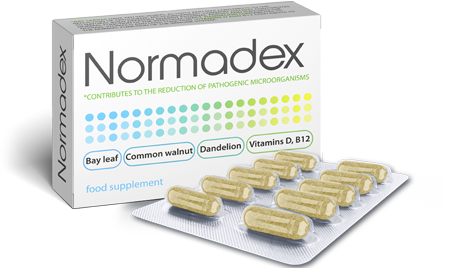 Normadex
*CONTRIBUTES TO THE REDUCTION OF PATHOGENIC MICROORGANISMS
Bay leaf Common walnut Dandelion Vitamins D, B12
food supplement
Normadex